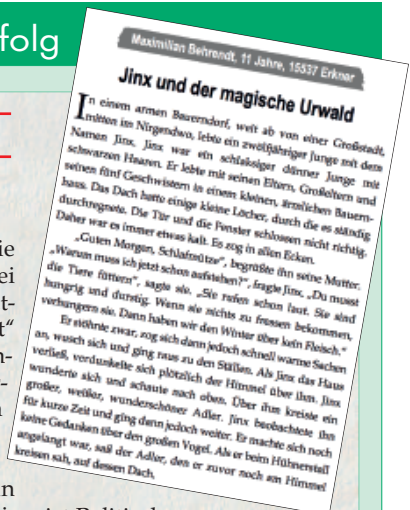 folg
Maximilian Behrendt, 11 Jahre, 15537 Erkner
Jinx und der magische Urwald
In einem armen Bauerndorf, weit ab von einer Großstadt,
mitten im Nirgendwo, lebte ein zwölfjähriger Junge mit dem
Namen Jinx. Jinx war ein schlaksiger dünner Junge mit
schwarzen Haaren. Er lebte mit seinen Eltern, Großeltern und
seinen fünf Geschwistern in einem kleinen, ärmlichen Bauern-
haus. Das Dach hatte einige kleine Löcher, durch die es ständig
durchregnete. Die Tür und die Fenster schlossen nicht richtig.
Daher war es immer etwas kalt. Es zog in allen Ecken.
„Guten Morgen, Schlafmütze“, begrüßte ihn seine Mutter.
„Warum muss ich jetzt schon aufstehen?“, fragte Jinx. „Du musst
die Tiere füttern“, sagte sie. „Sie rufen schon laut. Sie sind
hungrig und durstig. Wenn sie nichts zu fressen bekommen,
verhungern sie. Dann haben wir den Winter über kein Fleisch.“
Er stöhnte zwar, zog sich dann jedoch schnell warme Sachen
an, wusch sich und ging raus zu den Ställen. Als Jinx das Haus
verließ, verdunkelte sich plötzlich der Himmel über ihm. Jinx
wunderte sich und schaute nach oben. Über ihm kreiste ein
großer, weißer, wunderschöner Adler. Jinx beobachtete ihn
für kurze Zeit und ging dann jedoch weiter. Er machte sich noch
keine Gedanken über den großen Vogel. Als er beim Hühnerstall
angelangt war, saß der Adler, den er zuvor noch am Himmel
kreisen sah, auf dessen Dach.
ie
ei
t-
t“
n-
-
n